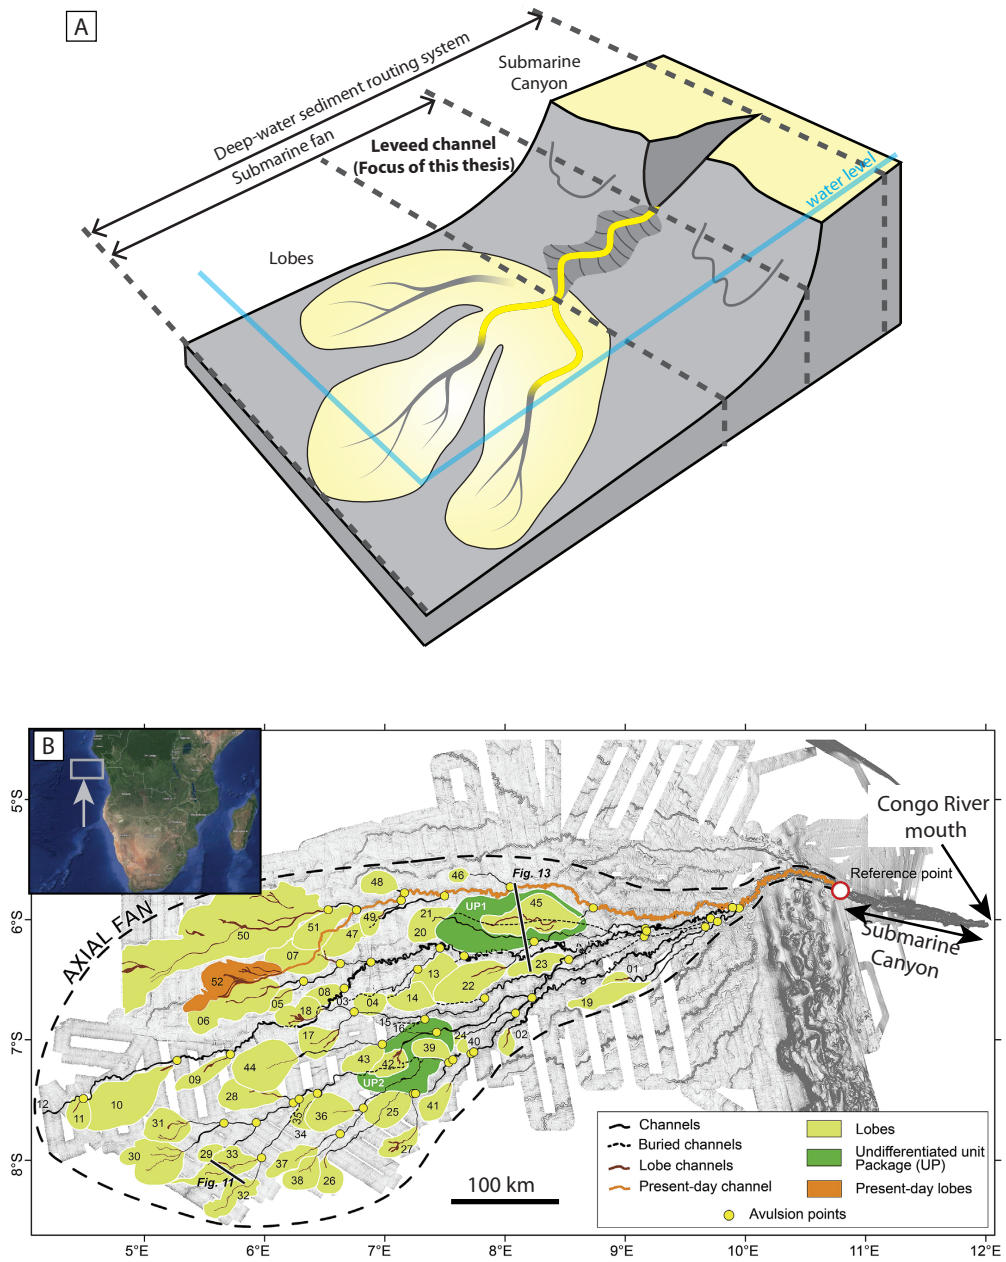 A
Deep-water sediment routing system
Submarine fan
Submarine
Canyon
Leveed channel
(Focus of this thesis)
water level
Lobes
B
AXIAL FAN
Congo River
mouth
Reference point
Submarine
Canyon
Fig. 13
46
48
UP1
45
21
20
49
47
51
50
07
52
06
05
08
18
03
04
14
13
22
23
01
19
02
17
15
16
24
40
39
42
43
UP2
44
09
28
10
11
12
31
30
29
33
Fig. 11
32
35
34
36
25
41
27
37
38
26
5°S
6°S
7°S
8°S
100 km
Channels
Buried channels
Lobe channels
Present-day channel
Avulsion points
Lobes
Undifferentiated unit
Package (UP)
Present-day lobes
5°E
6°E
7°E
8°E
9°E
10°E
11°E
12°E